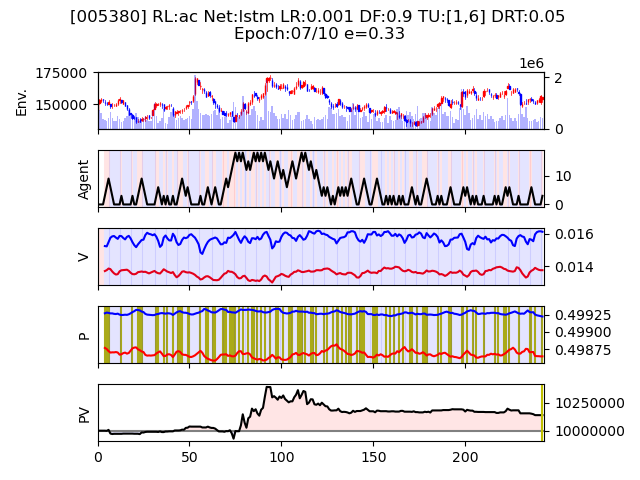 [005380] RL:ac Net:lstm LR:0.001 DF:0.9 TU:[1,6] DRT:0.05
Epoch:07/10 e=0.33
1e6
175000
150000
Env.
2
0
Agent
10
0
V
0.016
0.014
P
0.49925
0.49900
0.49875
PV
10250000
10000000
0 50 100 150 200